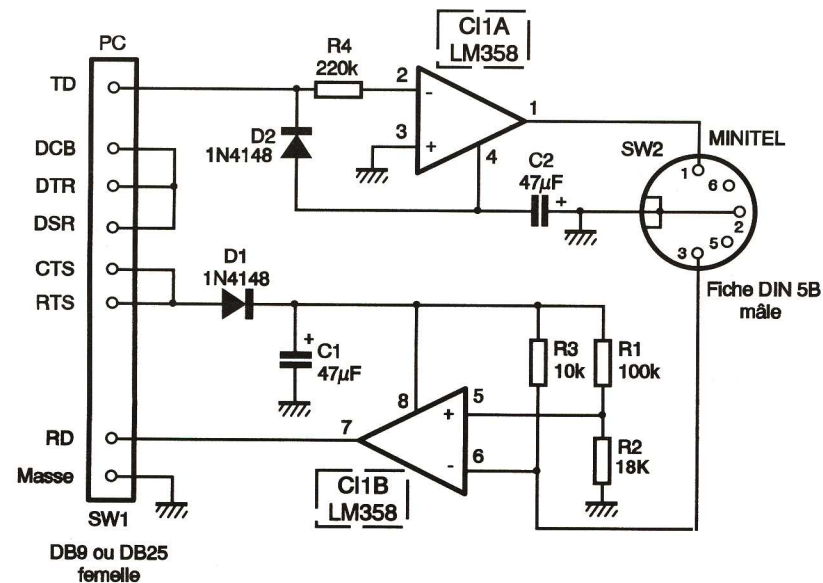 PC
TD
DCB
DTR
DSR
CTS
RTS
RD
Masse
SW1
DB9 ou DB25
femelle
R4
220k
CI1A
LM358
2
-
3
+
1
4
D2
1N4148
C2
47µF
+
SW2
MINITEL
1
6
2
3
5
Fiche DIN 5B
mâle
D1
1N4148
+
C1
47µF
R3
10k
R1
100k
8
5
+
7
6
-
R2
18K
CI1B
LM358